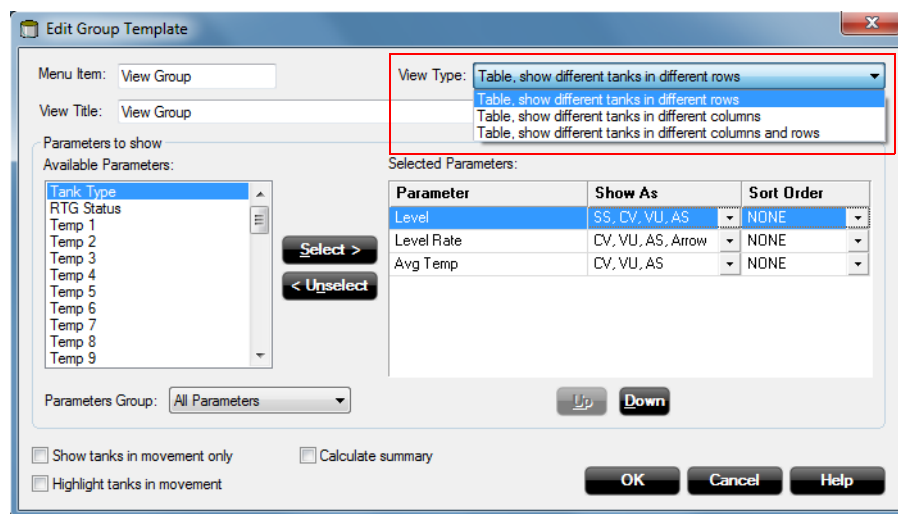 Edit Group Template
x
Menu Item: View Group
View Type: Table, show different tanks in different rows
Table, show different tanks in different rows
Table, show different tanks in different columns
Table, show different tanks in different columns and rows
View Title: View Group
Parameters to show
Available Parameters:
Tank Type
RTG Status
Temp 1
Temp 2
Temp 3
Temp 4
Temp 5
Temp 6
Temp 7
Temp 8
Temp 9
Select >
< Unselect
Selected Parameters:
Parameter Show As Sort Order
Level SS, CV, VU, AS NONE
Level Rate CV, VU, AS, Arrow NONE
Avg Temp CV, VU, AS NONE
Parameters Group: All Parameters
Up Down
Show tanks in movement only
Calculate summary
Highlight tanks in movement
OK Cancel Help